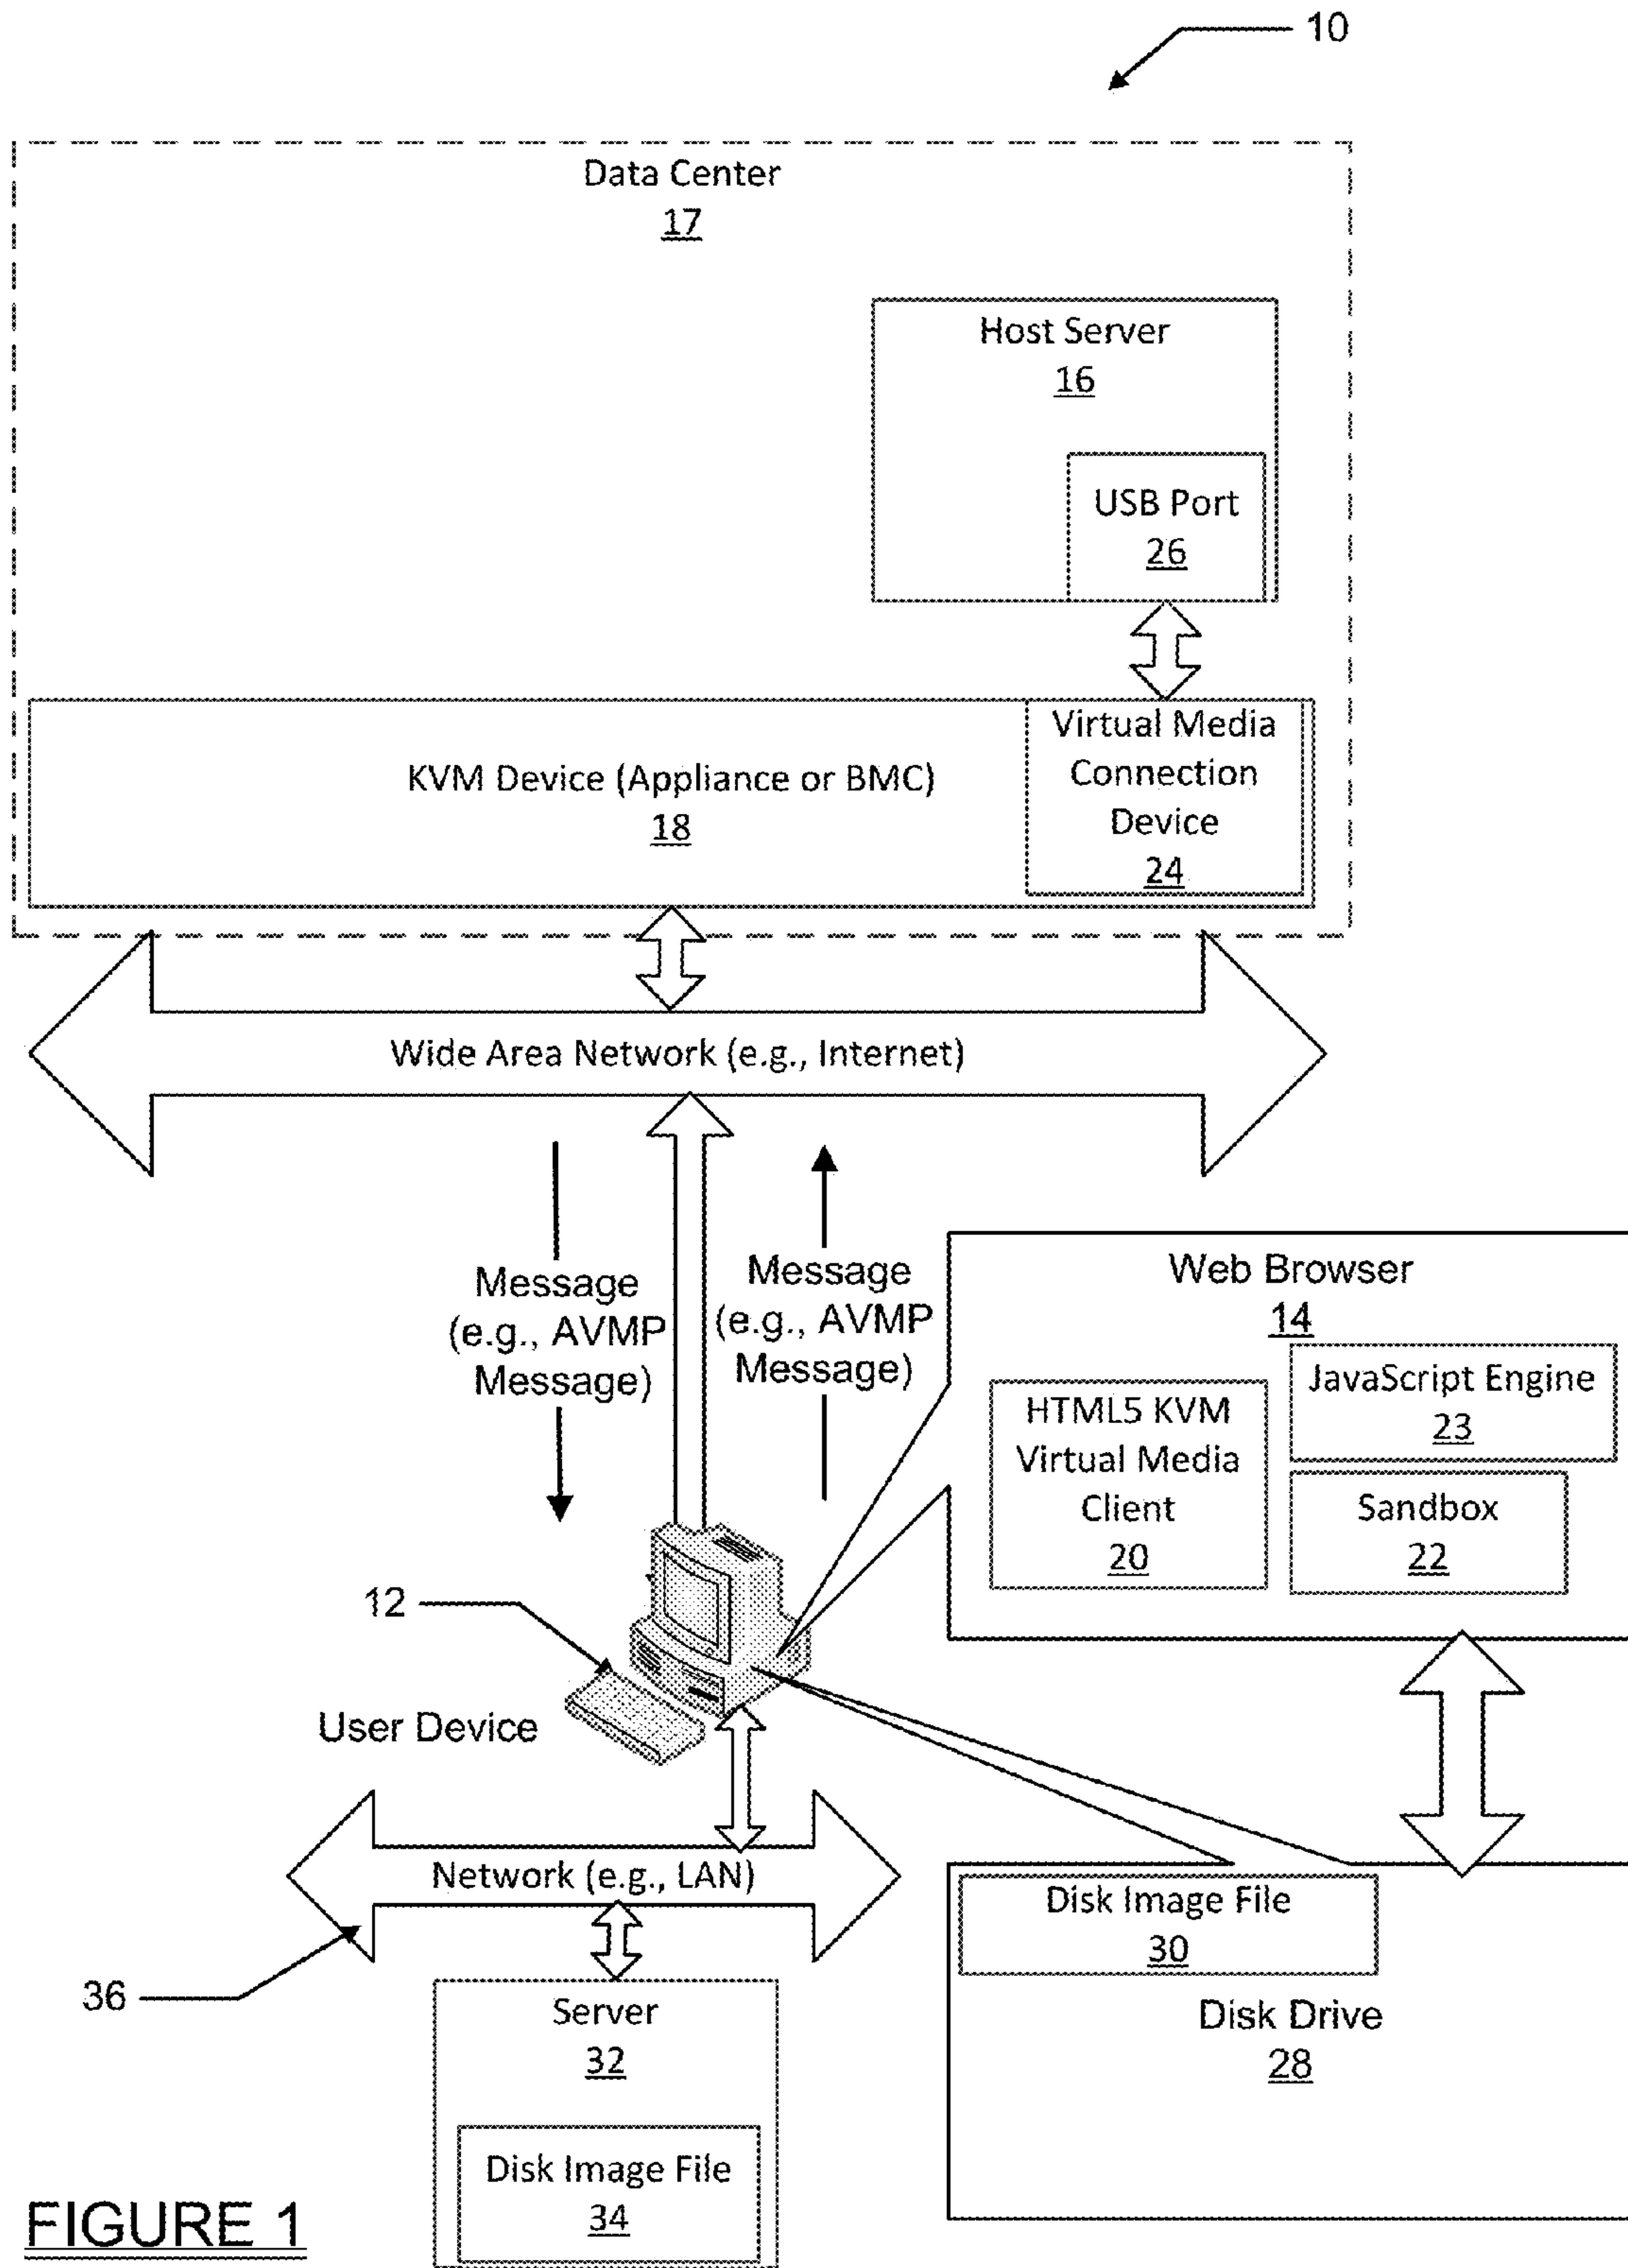 10
Data Center
17
Host Server
16
USB Port
26
Virtual Media
Connection
Device
24
KVM Device (Appliance or BMC)
18
Wide Area Network (e.g., Internet)
Message
(e.g., AVMP
Message)
Message
(e.g., AVMP
Message)
Web Browser
14
HTML5 KVM
Virtual Media
Client
20
JavaScript Engine
23
Sandbox
22
12
User Device
Network (e.g., LAN)
36
Server
32
Disk Image File
34
Disk Image File
30
Disk Drive
28
FIGURE 1